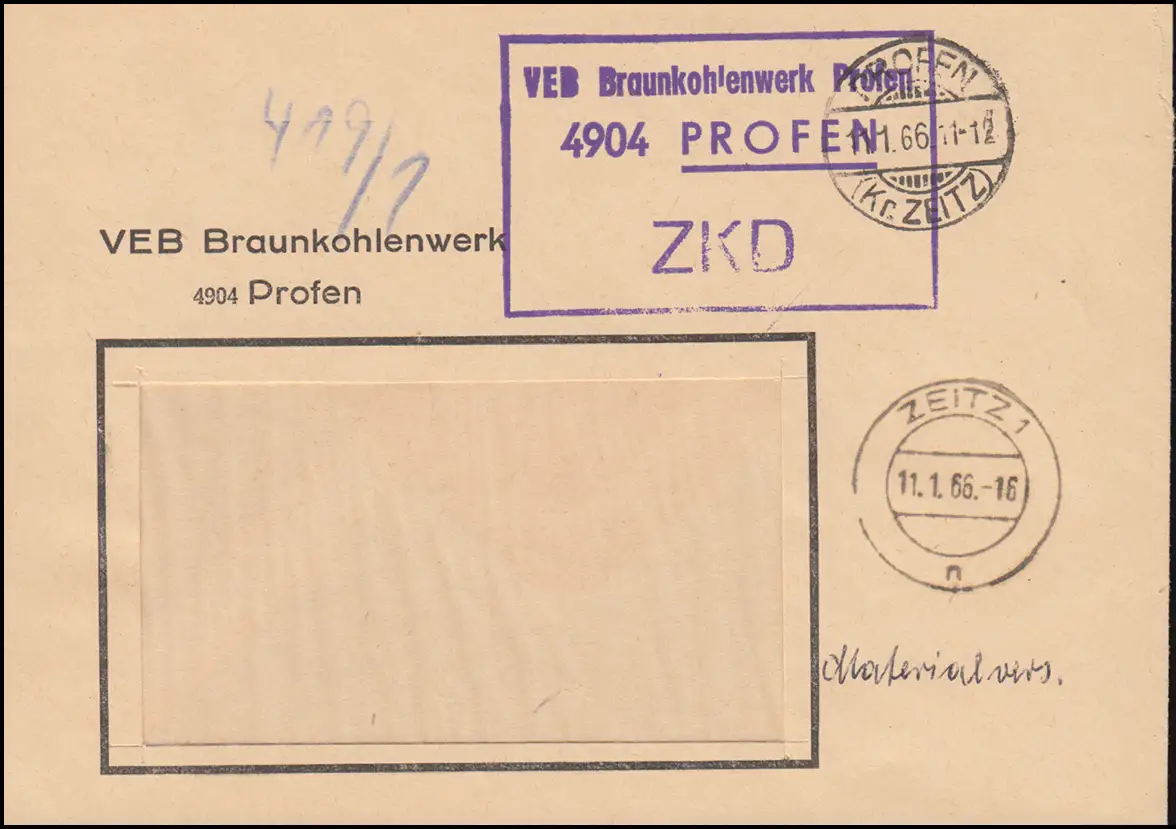 VEB Braunkohlenwerk Profen
4904 PROFEN
ZKD
PROFEN
11.1.66.11-12
(Kr. ZEITZ)
419/1
VEB Braunkohlenwerk
4904 Profen
ZEITZ 1
11.1.66.-16
n
Materialvers.